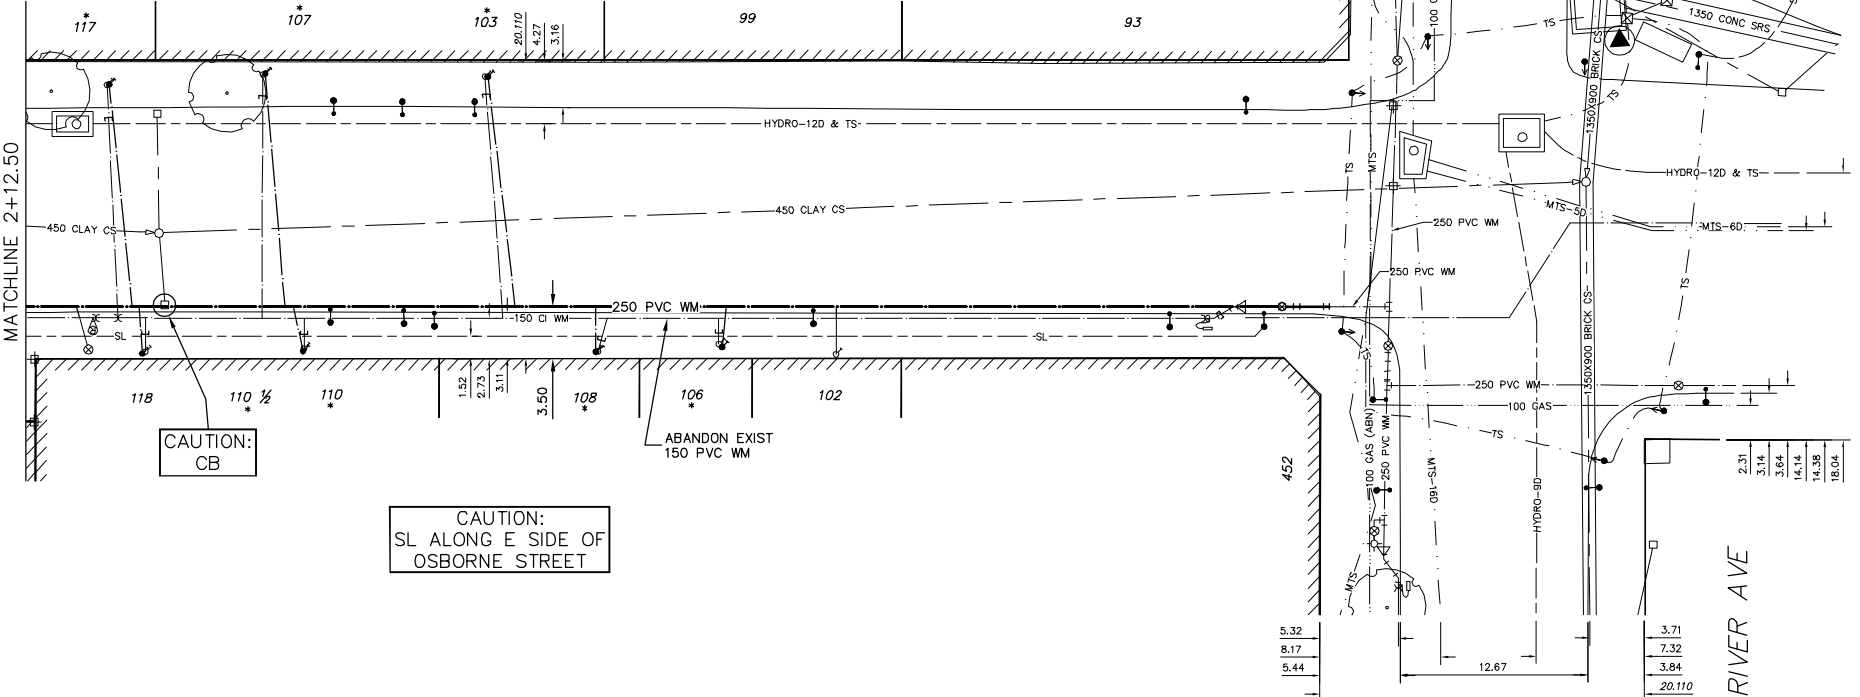 *
117
*
107
*
103
20.110
4.27
3.16
99
93
TS
1350 CONC SRS
1350X900 BRICK CS
TS
HYDRO-12D & TS
TS
MTS
HYDRO-12D & TS
MATCHLINE 2+12.50
450 CLAY CS
450 CLAY CS
MTS-5D
250 PVC WM
MTS-6D
250 PVC WM
TS
250 PVC WM
150 CI WM
SL
SL
TS
1350X900 BRICK CS
118
110 ½
*
110
*
1.52
2.73
3.11
3.50
108
*
106
*
102
250 PVC WM
100 GAS
CAUTION:
CB
ABANDON EXIST
150 PVC WM
452
100 GAS (ABN)
250 PVC WM
MTS-16D
TS
HYDRO-9D
2.31
3.14
3.64
14.14
14.38
18.04
CAUTION:
SL ALONG E SIDE OF
OSBORNE STREET
MTS
RIVER AVE
5.32
8.17
5.44
12.67
3.71
7.32
3.84
20.110